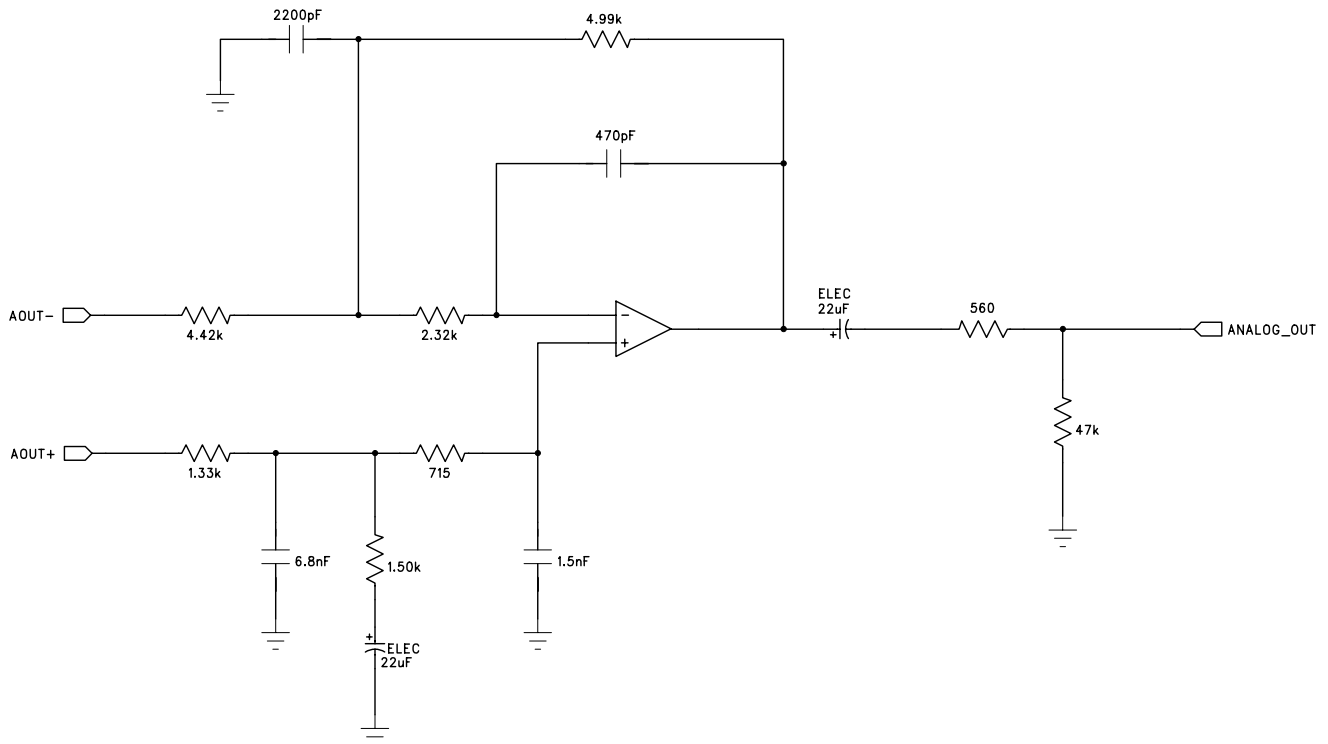 2200pF
4.99k
470pF
AOUT-
4.42k
2.32k
-
+
ELEC
22uF
+
560
ANALOG_OUT
47k
AOUT+
1.33k
715
6.8nF
1.50k
1.5nF
+
ELEC
22uF